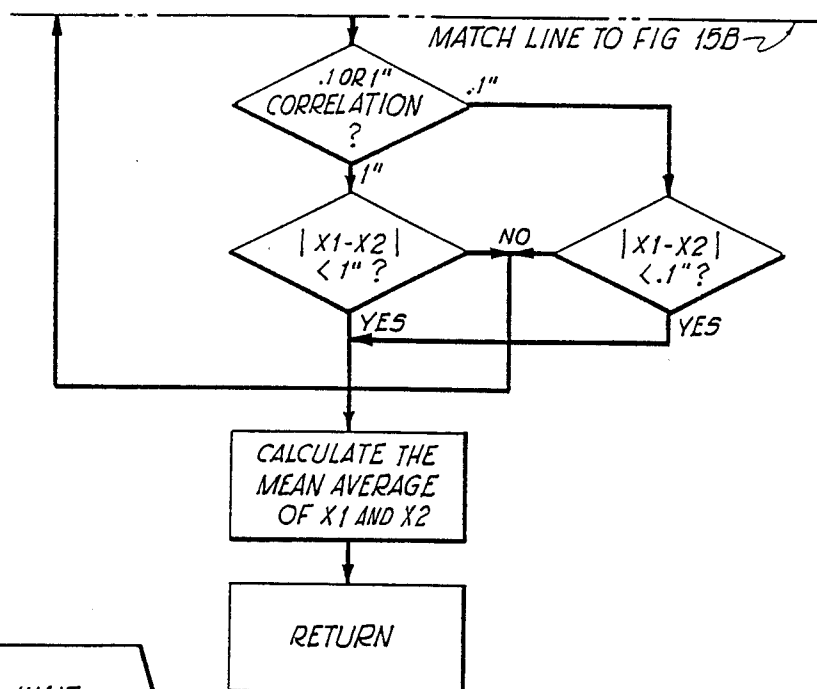 MATCH LINE TO FIG 15B
.1 OR 1"
CORRELATION
?
.1"
1"
| X1-X2 |
< 1" ?
NO
| X1-X2 |
< .1" ?
YES
YES
CALCULATE THE
MEAN AVERAGE
OF X1 AND X2
RETURN